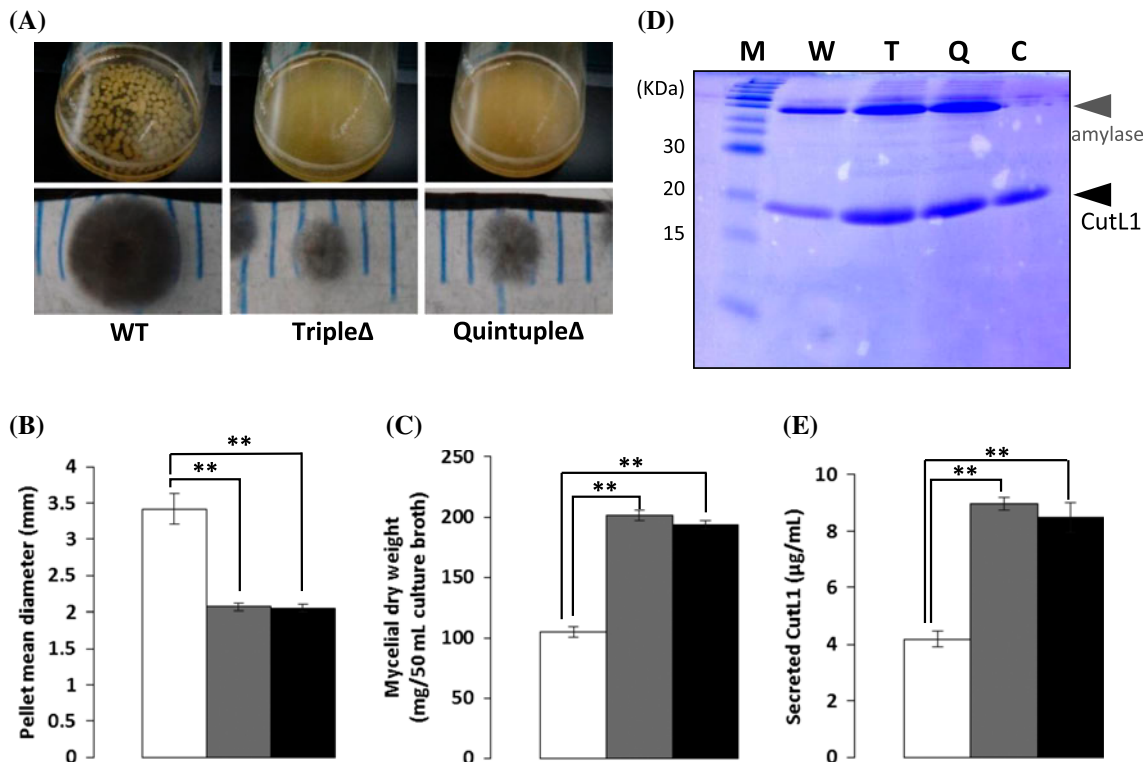 (A)
WT
TripleΔ
QuintupleΔ
(D)
M W T Q C
(KDa)
30
20
15
amylase
CutL1
(B)
Pellet mean diameter (mm)
4
3.5
3
2.5
2
1.5
1
0.5
0
**
**
(C)
Mycelial dry weight
(mg/50 mL culture broth)
250
200
150
100
50
0
**
**
(E)
Secreted CutL1 (µg/mL)
10
8
6
4
2
0
**
**